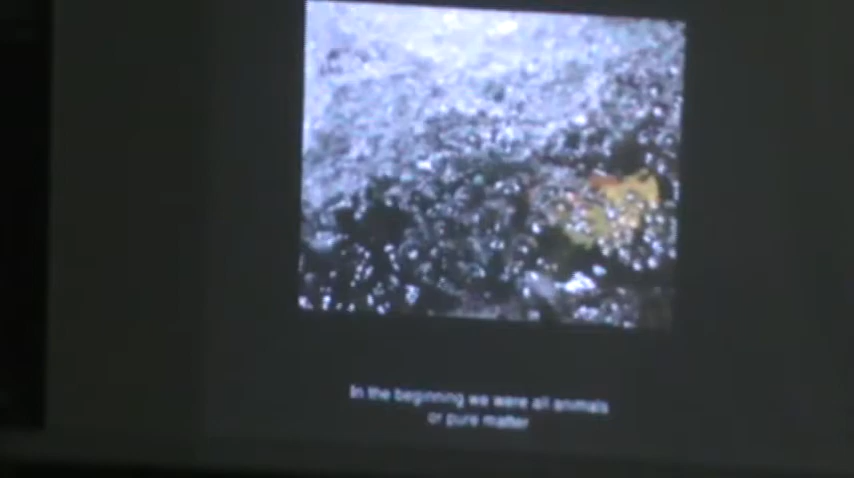 In the beginning we were all animals
or pure matter